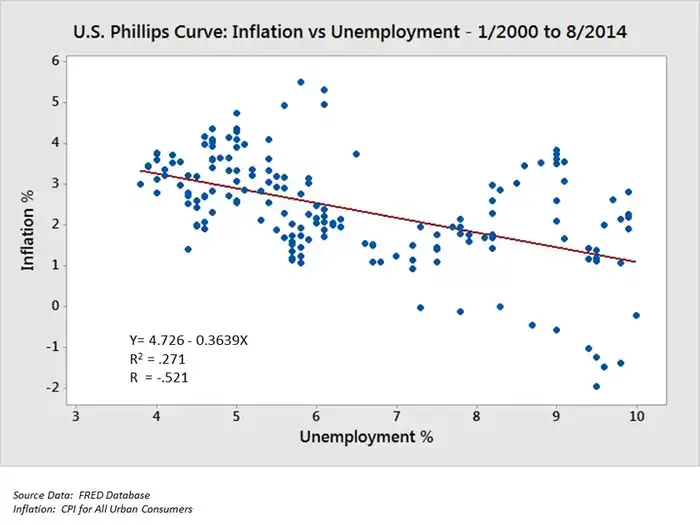 U.S. Phillips Curve: Inflation vs Unemployment - 1/2000 to 8/2014
6
5
4
3
2
1
0
-1
-2
Inflation %
Y= 4.726 - 0.3639X
R² = .271
R = -.521
3 4 5 6 7 8 9 10
Unemployment %
Source Data: FRED Database
Inflation: CPI for All Urban Consumers